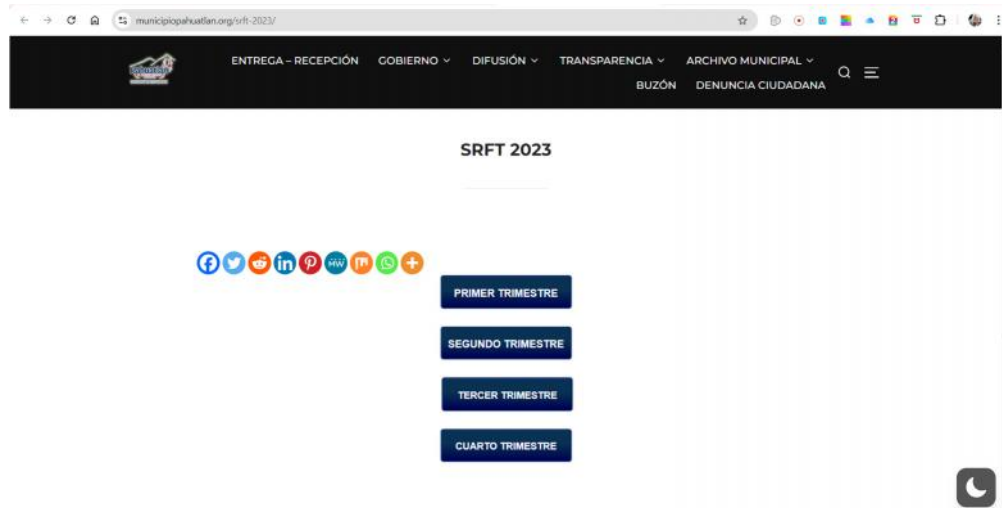 municipiopahuatlan.org/srft-2023/
ENTREGA – RECEPCIÓN GOBIERNO DIFUSIÓN TRANSPARENCIA ARCHIVO MUNICIPAL
BUZÓN DENUNCIA CIUDADANA
SRFT 2023
MW
PRIMER TRIMESTRE
SEGUNDO TRIMESTRE
TERCER TRIMESTRE
CUARTO TRIMESTRE